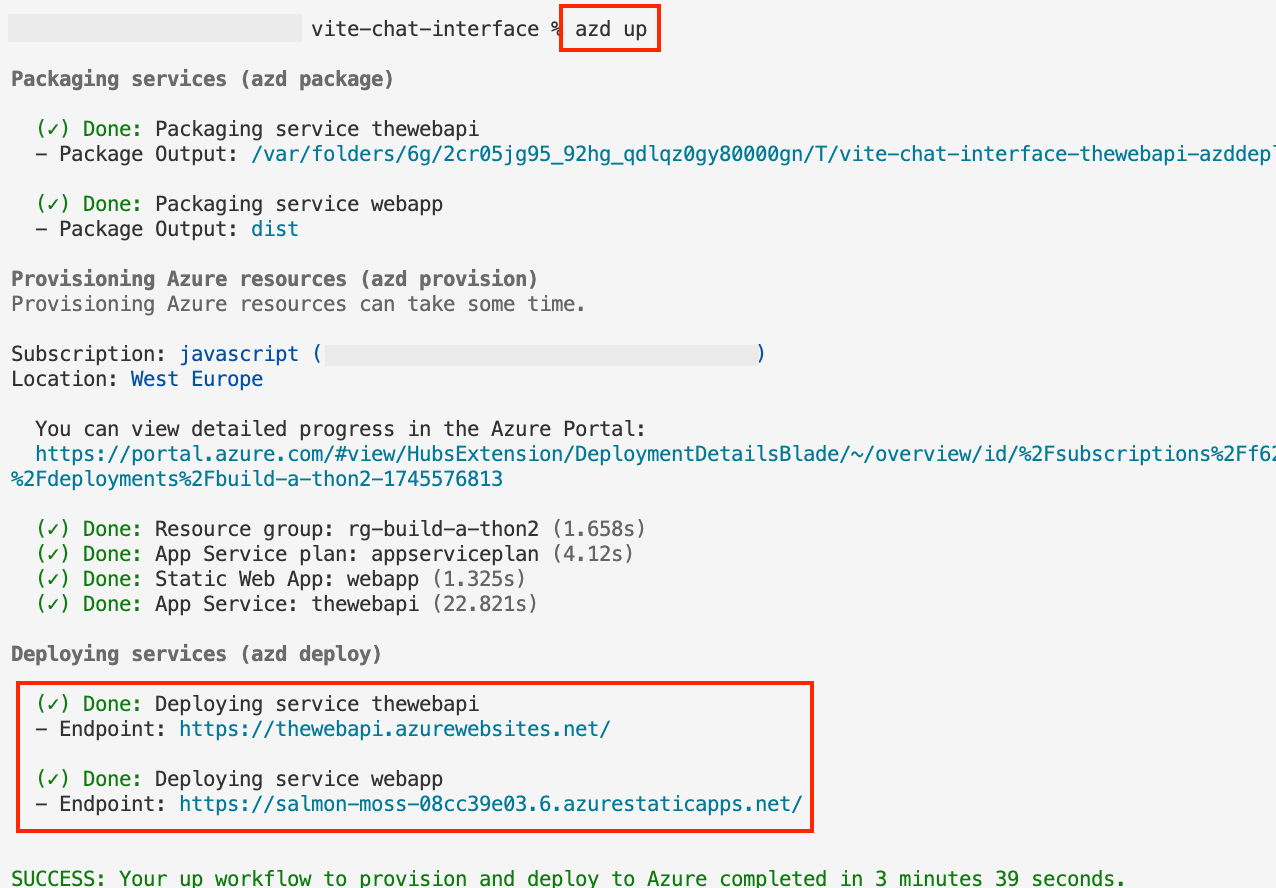 vite-chat-interface % azd up
Packaging services (azd package)
(✓) Done: Packaging service thewebapi
– Package Output: /var/folders/6g/2cr05jg95_92hg_qdlqz0gy80000gn/T/vite-chat-interface-thewebapi-azddepl
(✓) Done: Packaging service webapp
– Package Output: dist
Provisioning Azure resources (azd provision)
Provisioning Azure resources can take some time.
Subscription: javascript ( )
Location: West Europe
You can view detailed progress in the Azure Portal:
https://portal.azure.com/#view/HubsExtension/DeploymentDetailsBlade/~/overview/id/%2Fsubscriptions%2Ff62
%2Fdeployments%2Fbuild-a-thon2-1745576813
(✓) Done: Resource group: rg-build-a-thon2 (1.658s)
(✓) Done: App Service plan: appserviceplan (4.12s)
(✓) Done: Static Web App: webapp (1.325s)
(✓) Done: App Service: thewebapi (22.821s)
Deploying services (azd deploy)
(✓) Done: Deploying service thewebapi
– Endpoint: https://thewebapi.azurewebsites.net/
(✓) Done: Deploying service webapp
– Endpoint: https://salmon-moss-08cc39e03.6.azurestaticapps.net/
SUCCESS: Your up workflow to provision and deploy to Azure completed in 3 minutes 39 seconds.